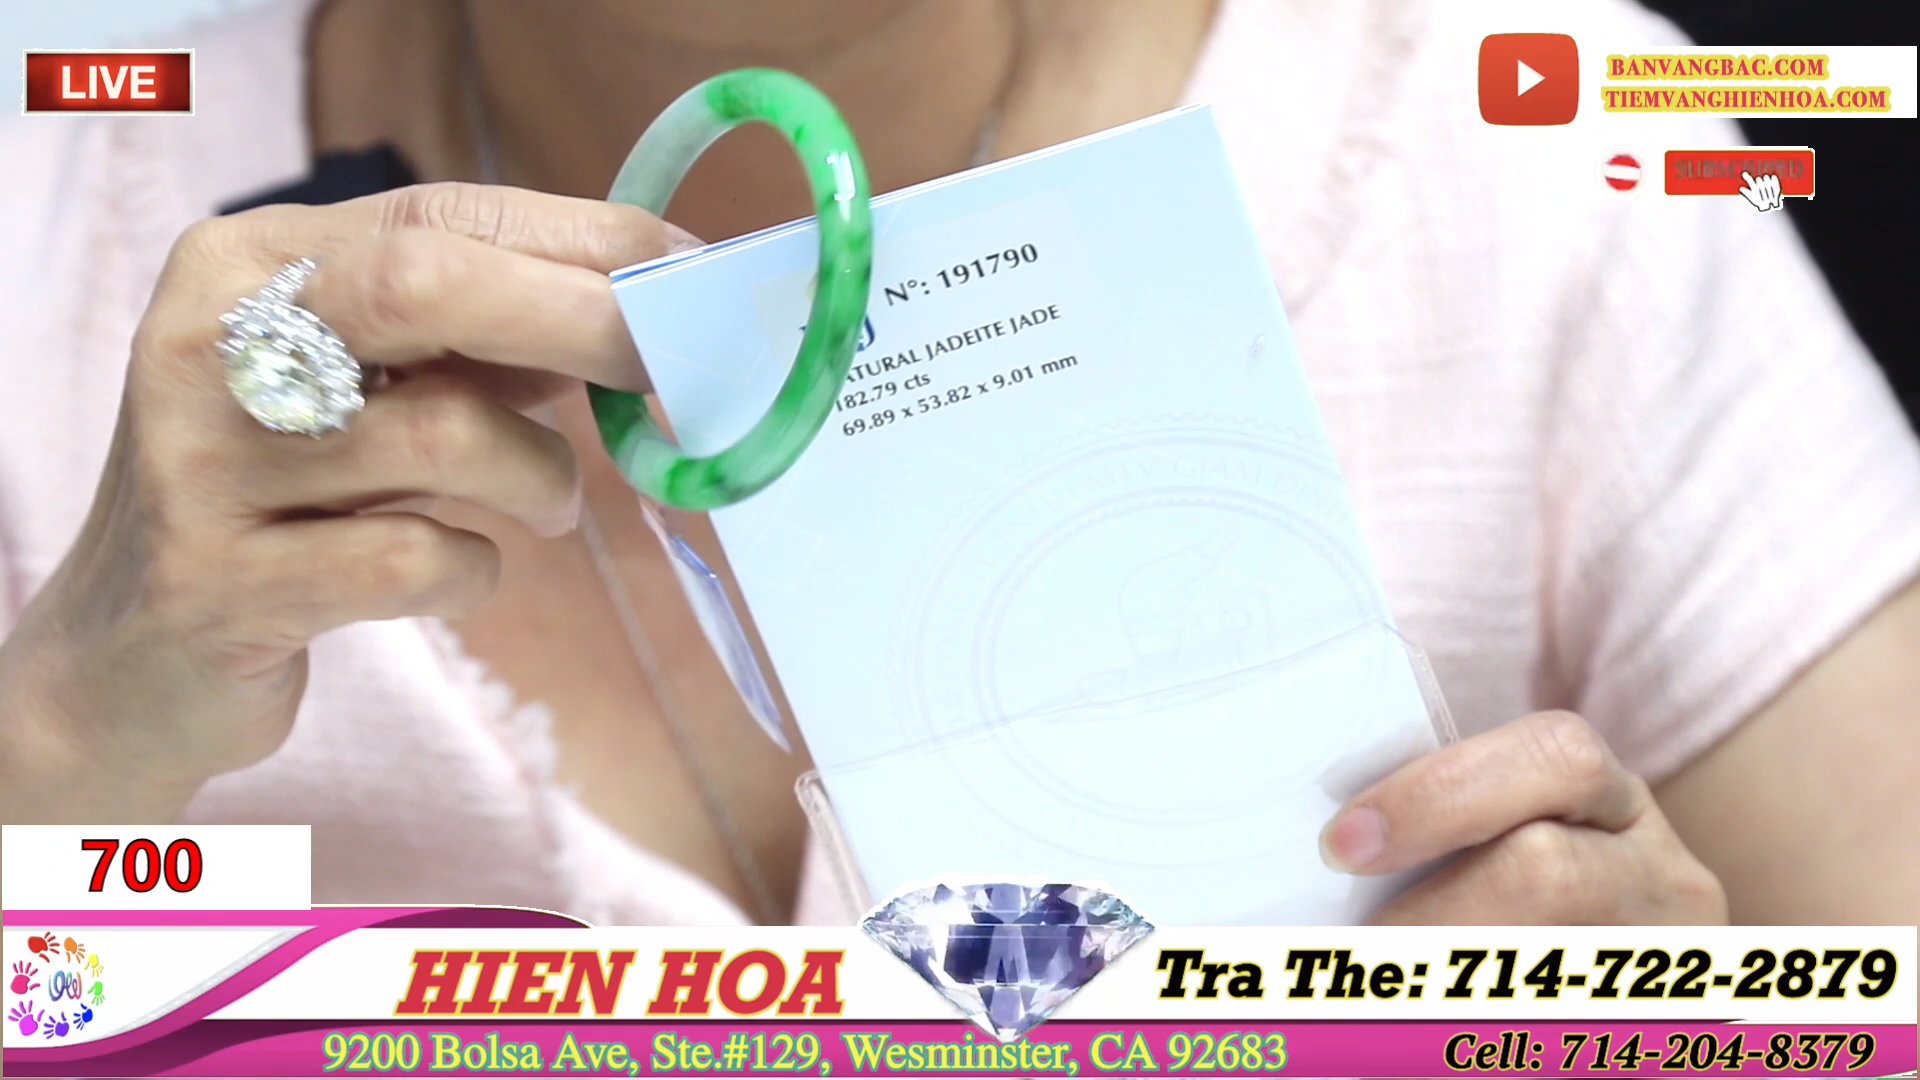 LIVE
BANVANGBAC.COM
TIEMVANGHIENHOA.COM
N°: 191790
NATURAL JADEITE JADE
182.79 cts
69.89 x 53.82 x 9.01 mm
700
HIEN HOA
Tra The: 714-722-2879
9200 Bolsa Ave, Ste.#129, Wesminster, CA 92683
Cell: 714-204-8379